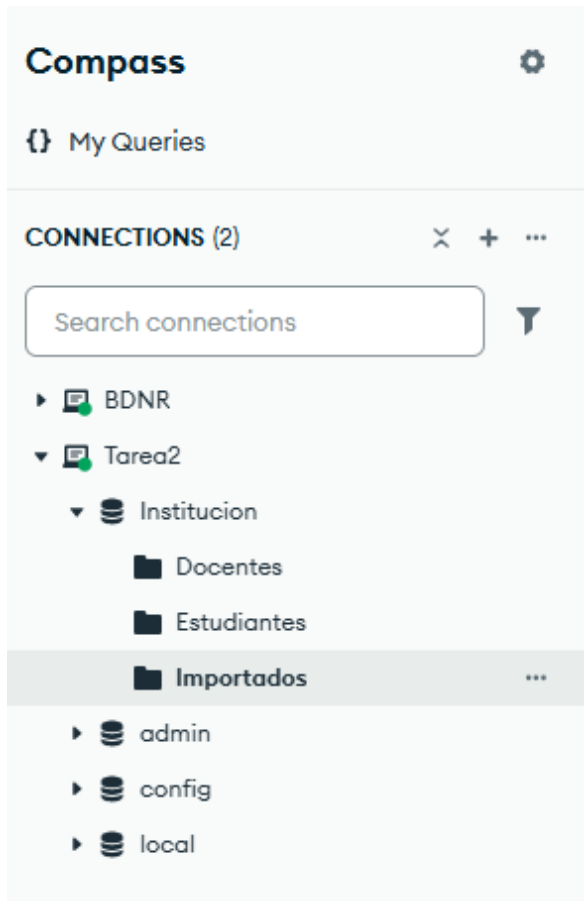 Compass
{} My Queries
CONNECTIONS (2)
Search connections
BDNR
Tarea2
Institucion
Docentes
Estudiantes
Importados
admin
config
local